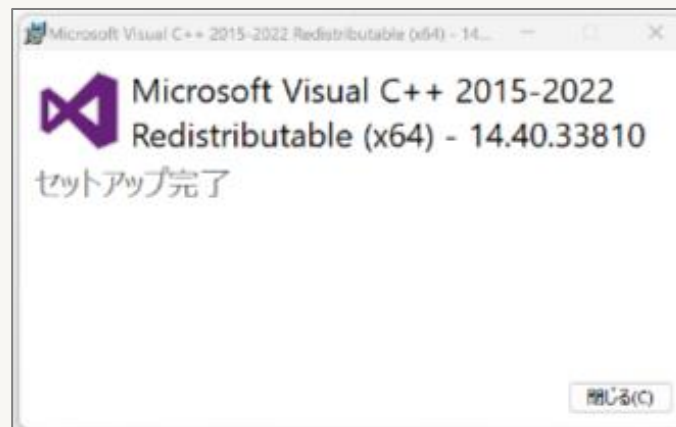 Microsoft Visual C++ 2015-2022 Redistributable (x64) - 14...
Microsoft Visual C++ 2015-2022
Redistributable (x64) - 14.40.33810
セットアップ完了
閉じる(C)